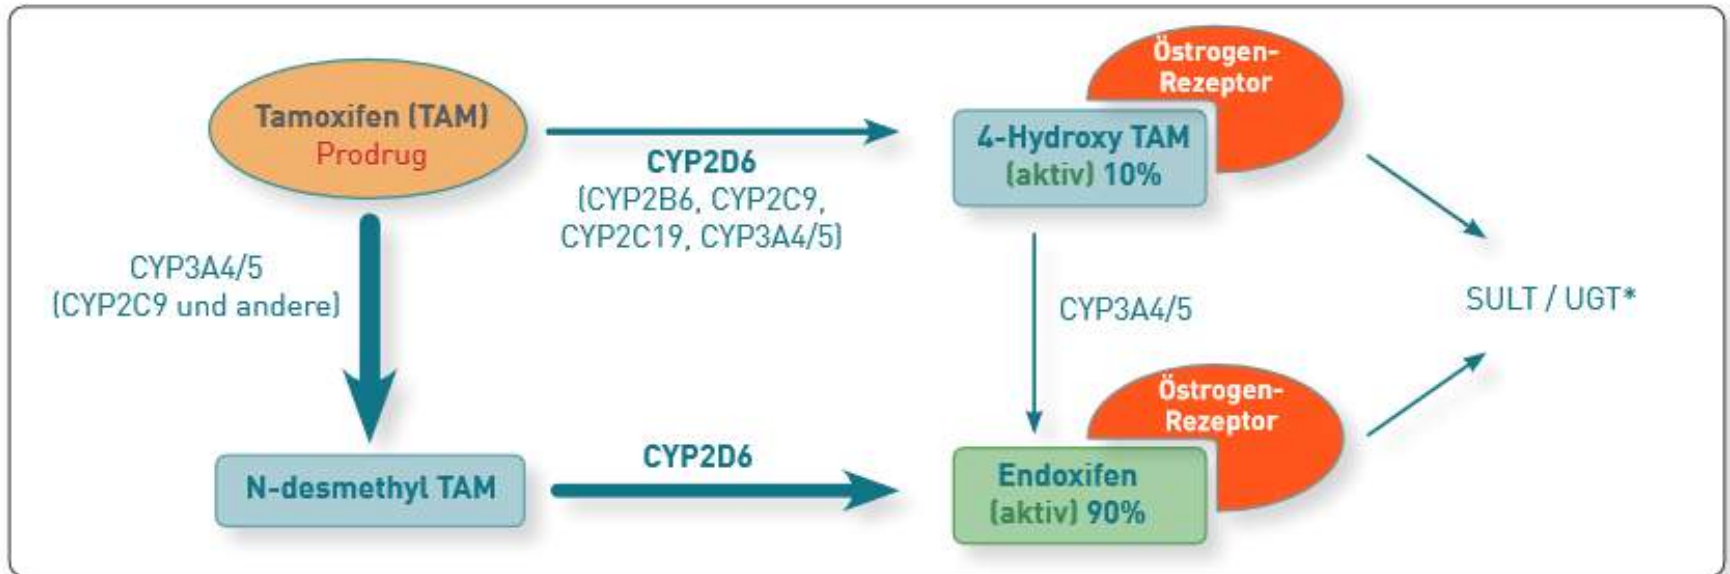 Tamoxifen (TAM)
Prodrug
CYP2D6
(CYP2B6, CYP2C9,
CYP2C19, CYP3A4/5)
Östrogen-
Rezeptor
4-Hydroxy TAM
(aktiv) 10%
CYP3A4/5
(CYP2C9 und andere)
CYP3A4/5
SULT / UGT*
N-desmethyl TAM
CYP2D6
Östrogen-
Rezeptor
Endoxifen
(aktiv) 90%